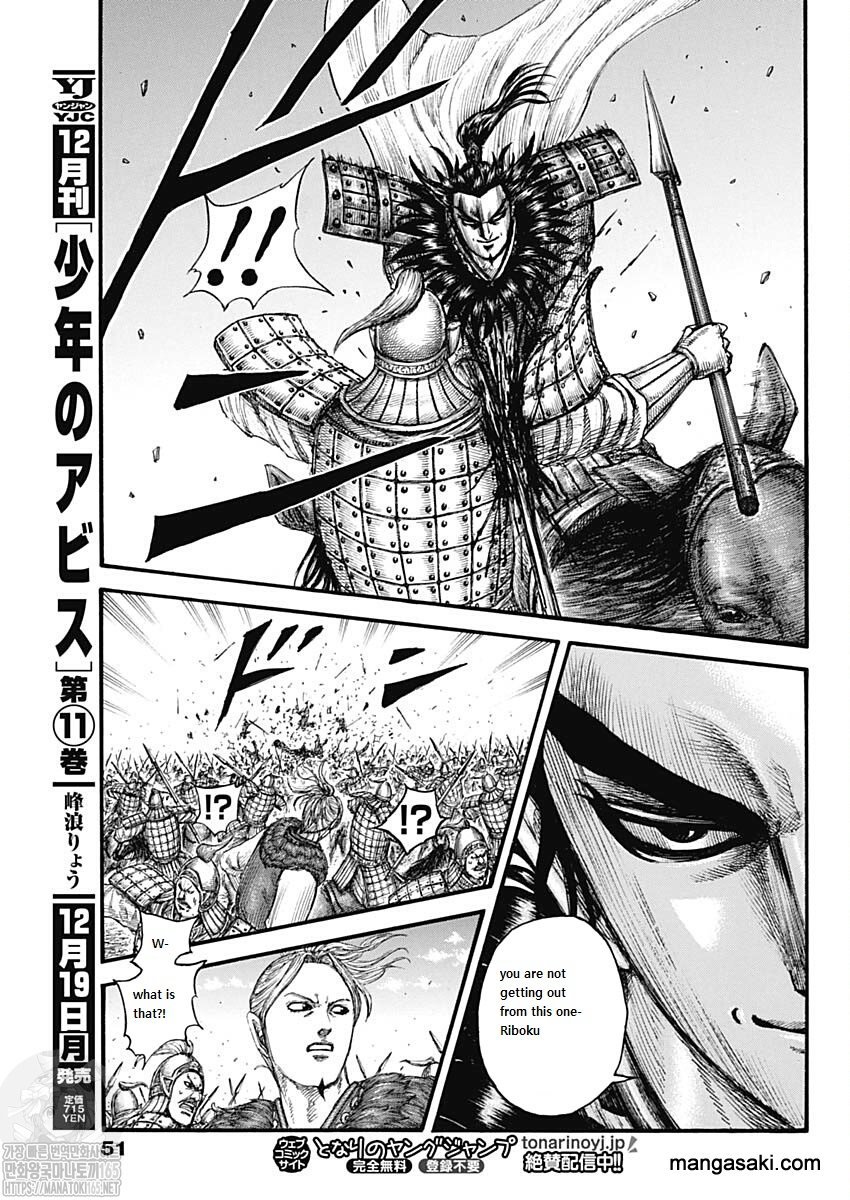 YJ
ヤンジャン
YJC
12月刊
[少年のアビス]
第⑪巻
峰浪りょう
12月19日月
発売
定価
715
YEN
!!
ドドン
!?
!?
you are not
getting out
from this one-
Riboku
W-
what is
that?!
51
ウェブ
コミック
サイト
となりのヤングジャンプ
完全無料
登録不要
tonarinoyj.jp
絶賛配信中!!
mangasaki.com
가장 빠른 번역만화사이트
만화왕국마나토끼165
HTTPS://MANATOKI165.NET